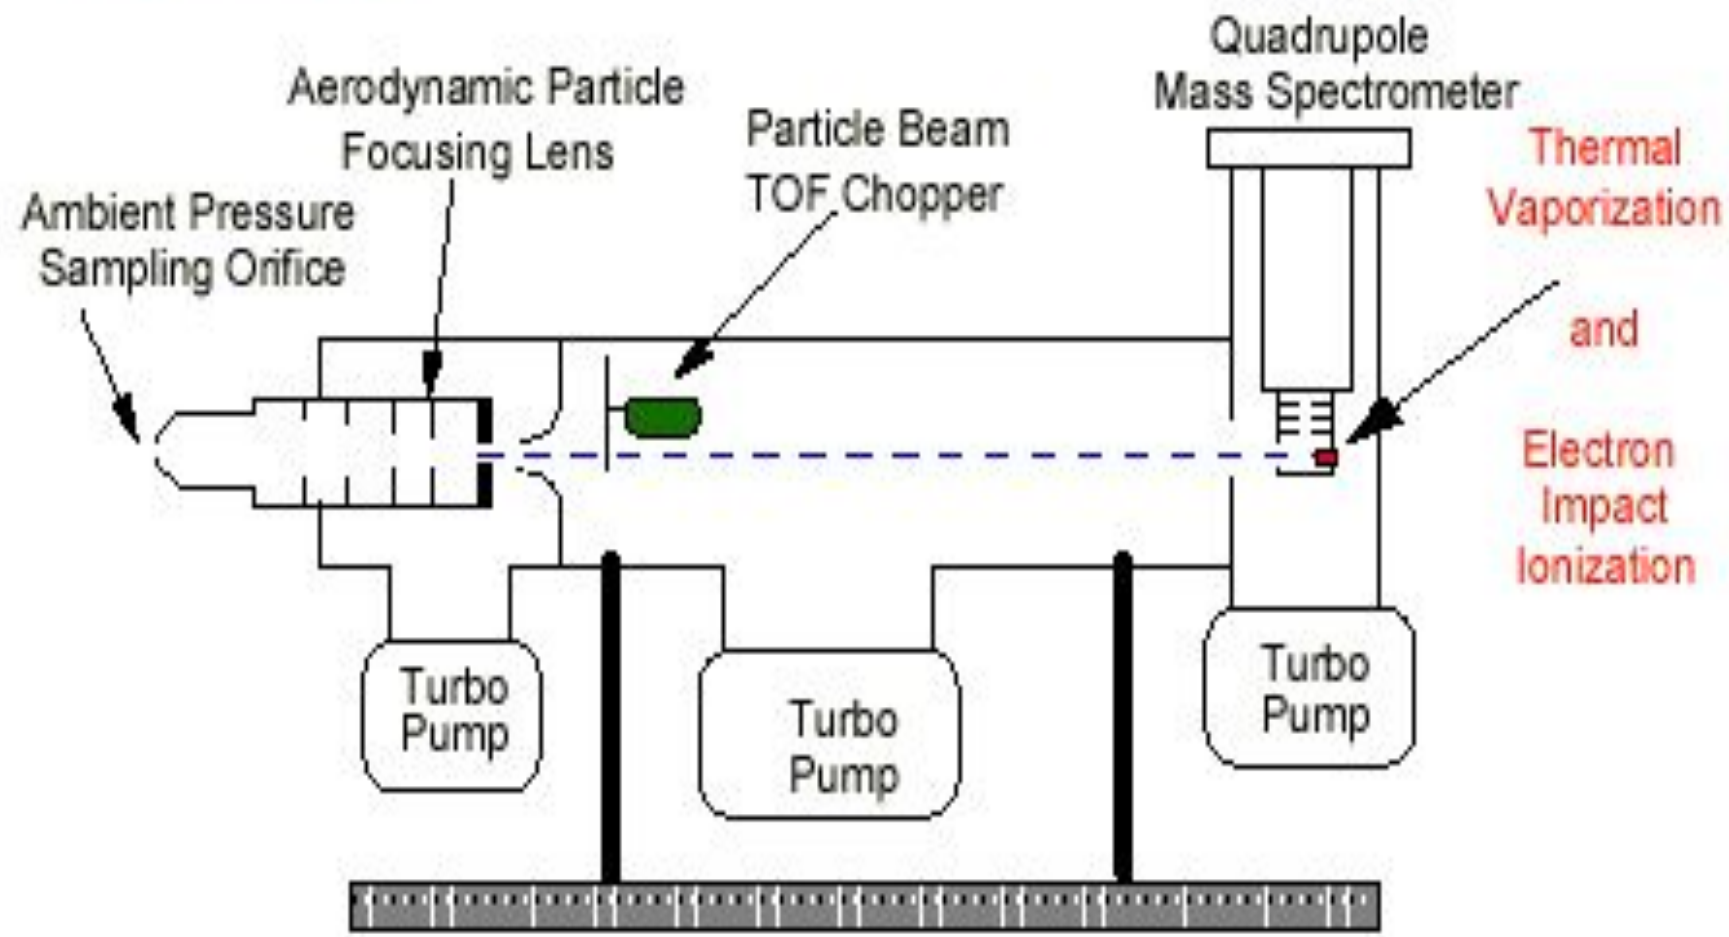 Quadrupole
Mass Spectrometer
Aerodynamic Particle
Focusing Lens
Particle Beam
TOF Chopper
Thermal
Vaporization
and
Electron
Impact
Ionization
Ambient Pressure
Sampling Orifice
Turbo
Pump
Turbo
Pump
Turbo
Pump